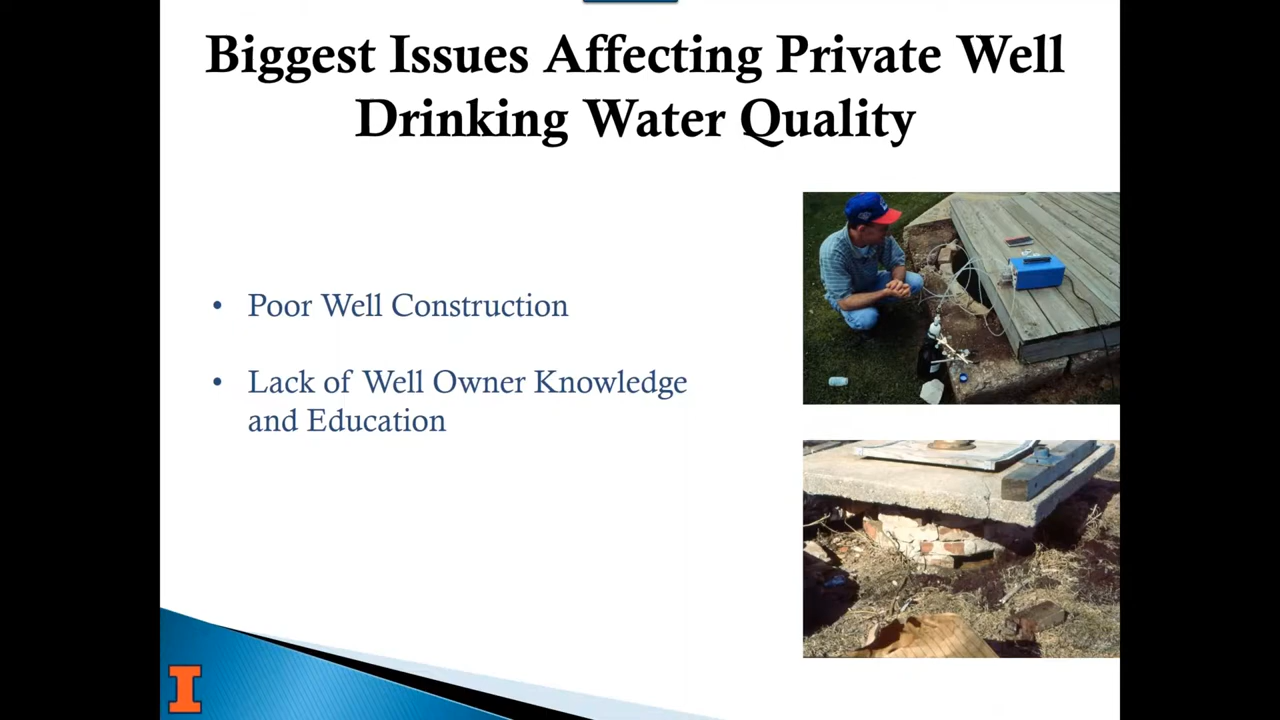 Biggest Issues Affecting Private Well
Drinking Water Quality
• Poor Well Construction
• Lack of Well Owner Knowledge
and Education
I